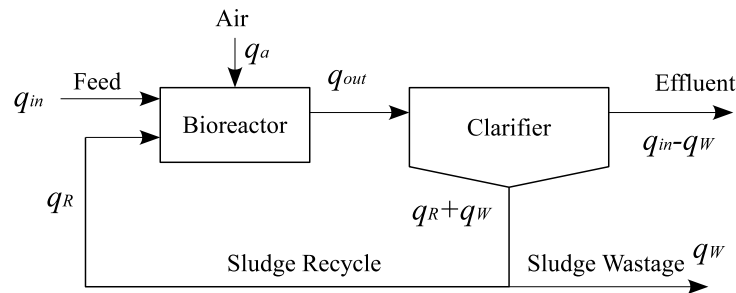 Air
qa
Feed
qin
qout
Effluent
Bioreactor
Clarifier
qin-qW
qR
qR+qW
Sludge Recycle
Sludge Wastage
qW